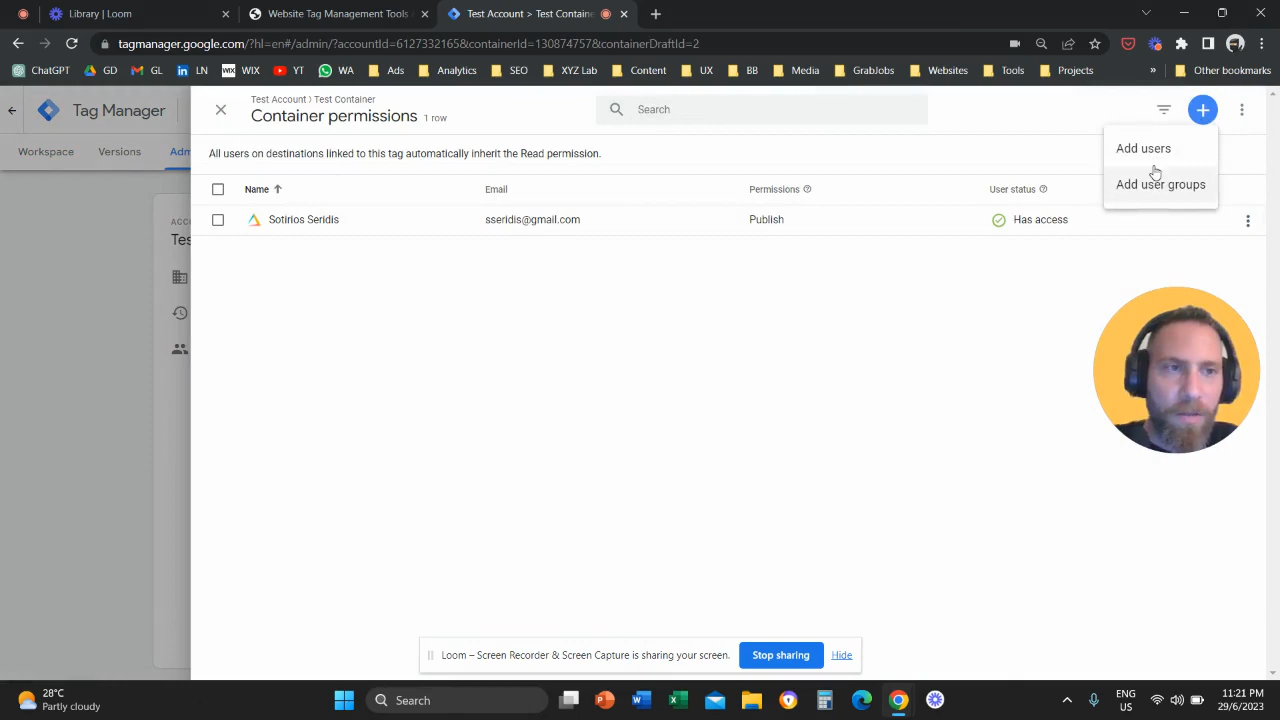 Library | Loom
Website Tag Management Tools
Test Account > Test Containe
tagmanager.google.com/?hl=en#/admin/?accountId=6127332165&containerId=130874757&containerDraftId=2
ChatGPT GD GL LN WIX WIX YT WA Ads Analytics SEO XYZ Lab Content UX BB Media GrabJobs Websites Tools Projects » Other bookmarks
Tag Manager
Workspace Versions Adm
ACCO
Tes
Test Account > Test Container
Container permissions 1 row
Search
All users on destinations linked to this tag automatically inherit the Read permission.
Add users
Add user groups
Name Email Permissions User status
Sotirios Seridis sseridis@gmail.com Publish Has access
Loom – Screen Recorder & Screen Capture is sharing your screen. Stop sharing Hide
28°C
Partly cloudy
Search
ENG
US
11:21 PM
29/6/2023